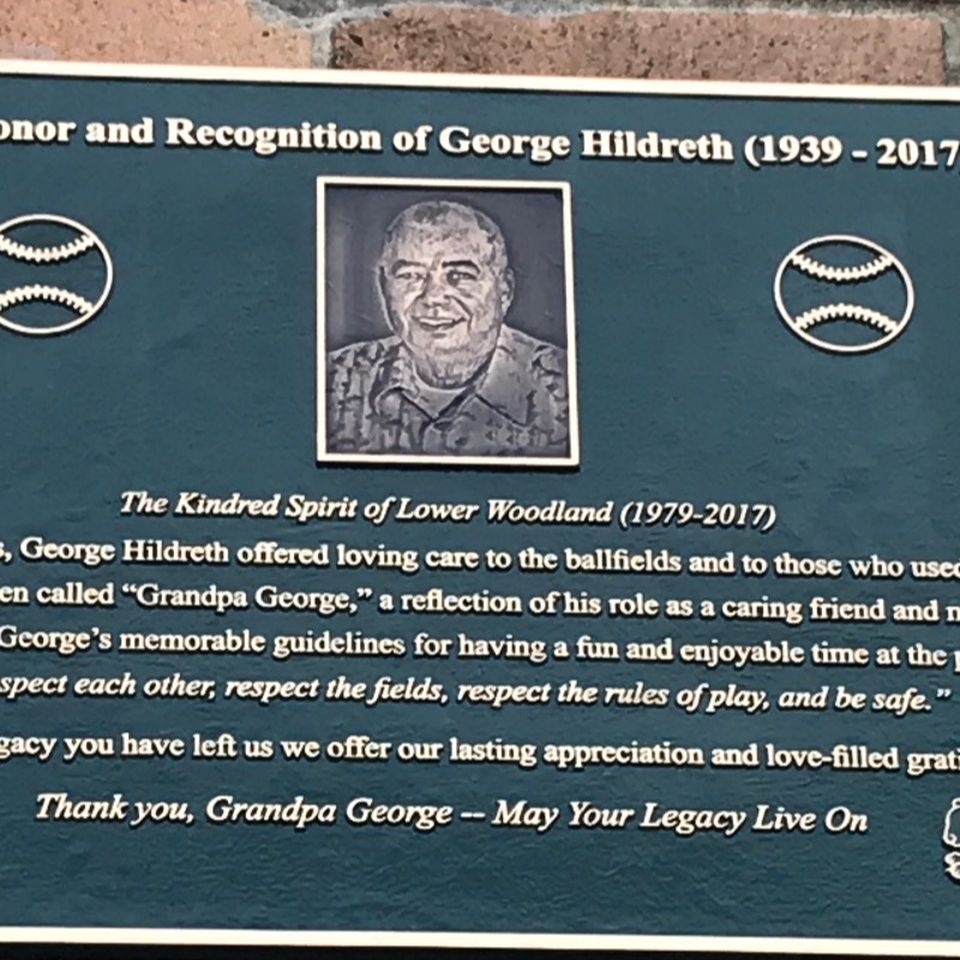 onor and Recognition of George Hildreth (1939 - 2017
The Kindred Spirit of Lower Woodland (1979-2017)
s, George Hildreth offered loving care to the ballfields and to those who used
en called “Grandpa George,” a reflection of his role as a caring friend and m
George’s memorable guidelines for having a fun and enjoyable time at the p
spect each other, respect the fields, respect the rules of play, and be safe.”
gacy you have left us we offer our lasting appreciation and love-filled grati
Thank you, Grandpa George -- May Your Legacy Live On